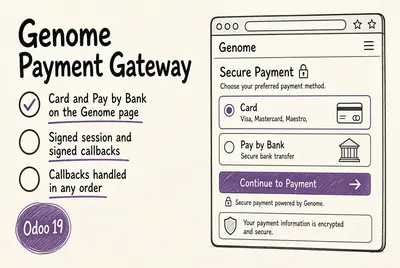 Genome
Payment Gateway
Card and Pay by Bank
on the Genome page
Signed session and
signed callbacks
Callbacks handled
in any order
Odoo 19
Genome
Secure Payment
Choose your preferred payment method.
Card
Visa, Mastercard, Maestro,
Pay by Bank
Secure bank transfer
Continue to Payment
Secure payment powered by Genome.
Your payment information is encrypted
and secure.